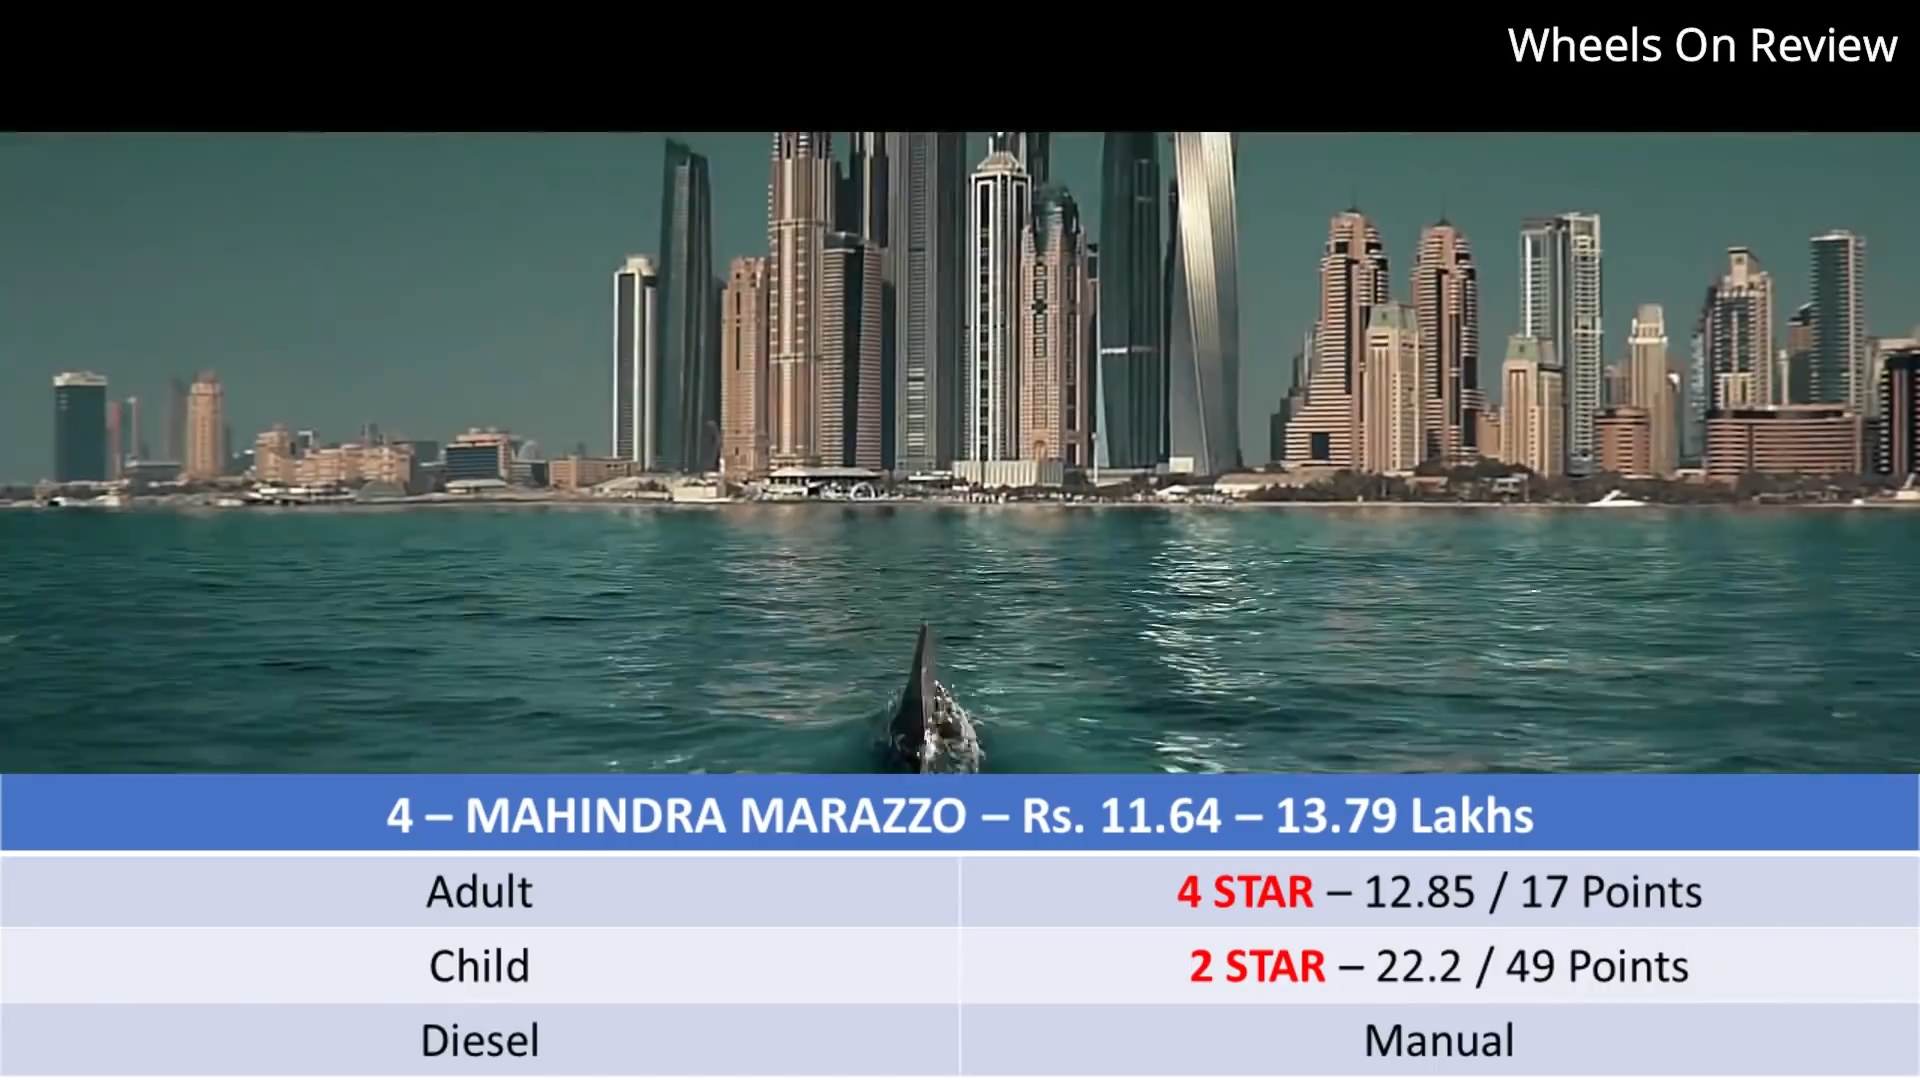 Wheels On Review
4 – MAHINDRA MARAZZO – Rs. 11.64 – 13.79 Lakhs
Adult 4 STAR – 12.85 / 17 Points
Child 2 STAR – 22.2 / 49 Points
Diesel Manual